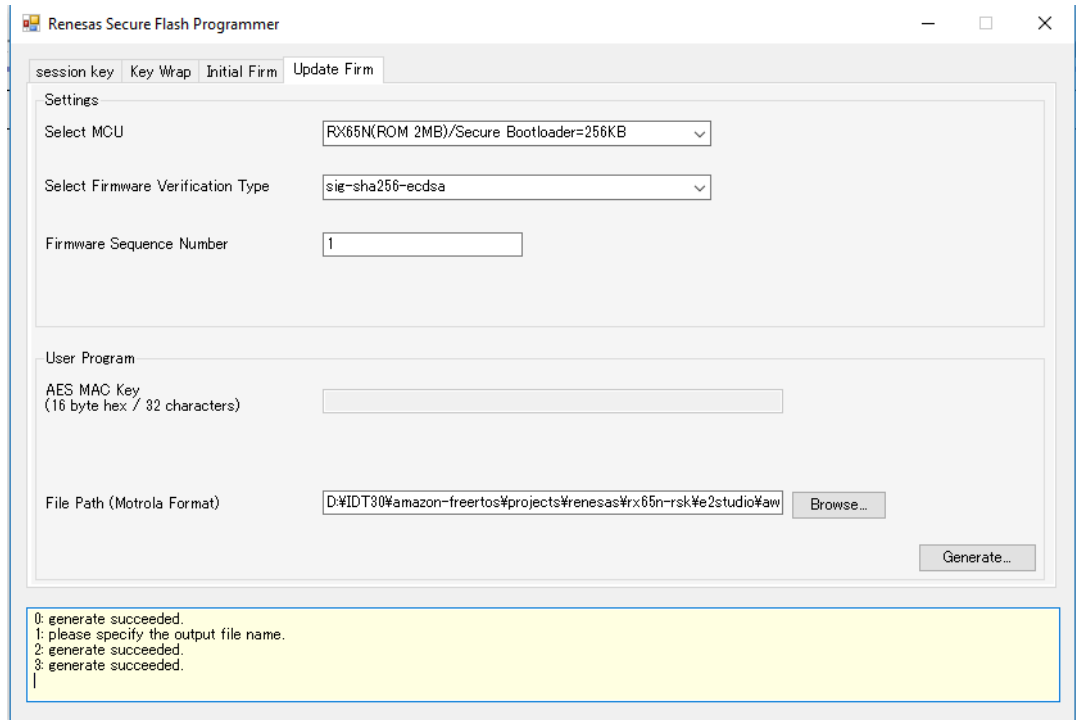 Renesas Secure Flash Programmer
session key Key Wrap Initial Firm Update Firm
Settings
Select MCU
RX65N(ROM 2MB)/Secure Bootloader=256KB
Select Firmware Verification Type
sig-sha256-ecdsa
Firmware Sequence Number
1
User Program
AES MAC Key
(16 byte hex / 32 characters)
File Path (Motrola Format)
D:¥IDT30¥amazon-freertos¥projects¥renesas¥rx65n-rsk¥e2studio¥aw
Browse...
Generate...
0: generate succeeded.
1: please specify the output file name.
2: generate succeeded.
3: generate succeeded.